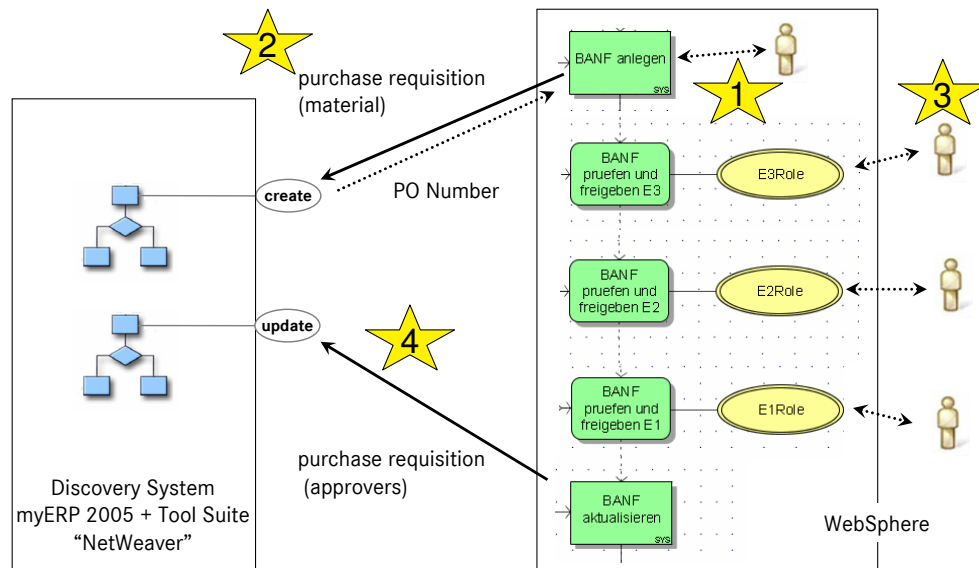 2
purchase requisition
(material)
BANF anlegen
SYS
1
3
create
PO Number
BANF
pruefen und
freigeben E3
E3Role
BANF
pruefen und
freigeben E2
E2Role
update
4
BANF
pruefen und
freigeben E1
E1Role
purchase requisition
(approvers)
BANF
aktualisieren
SYS
Discovery System
myERP 2005 + Tool Suite
“NetWeaver”
WebSphere